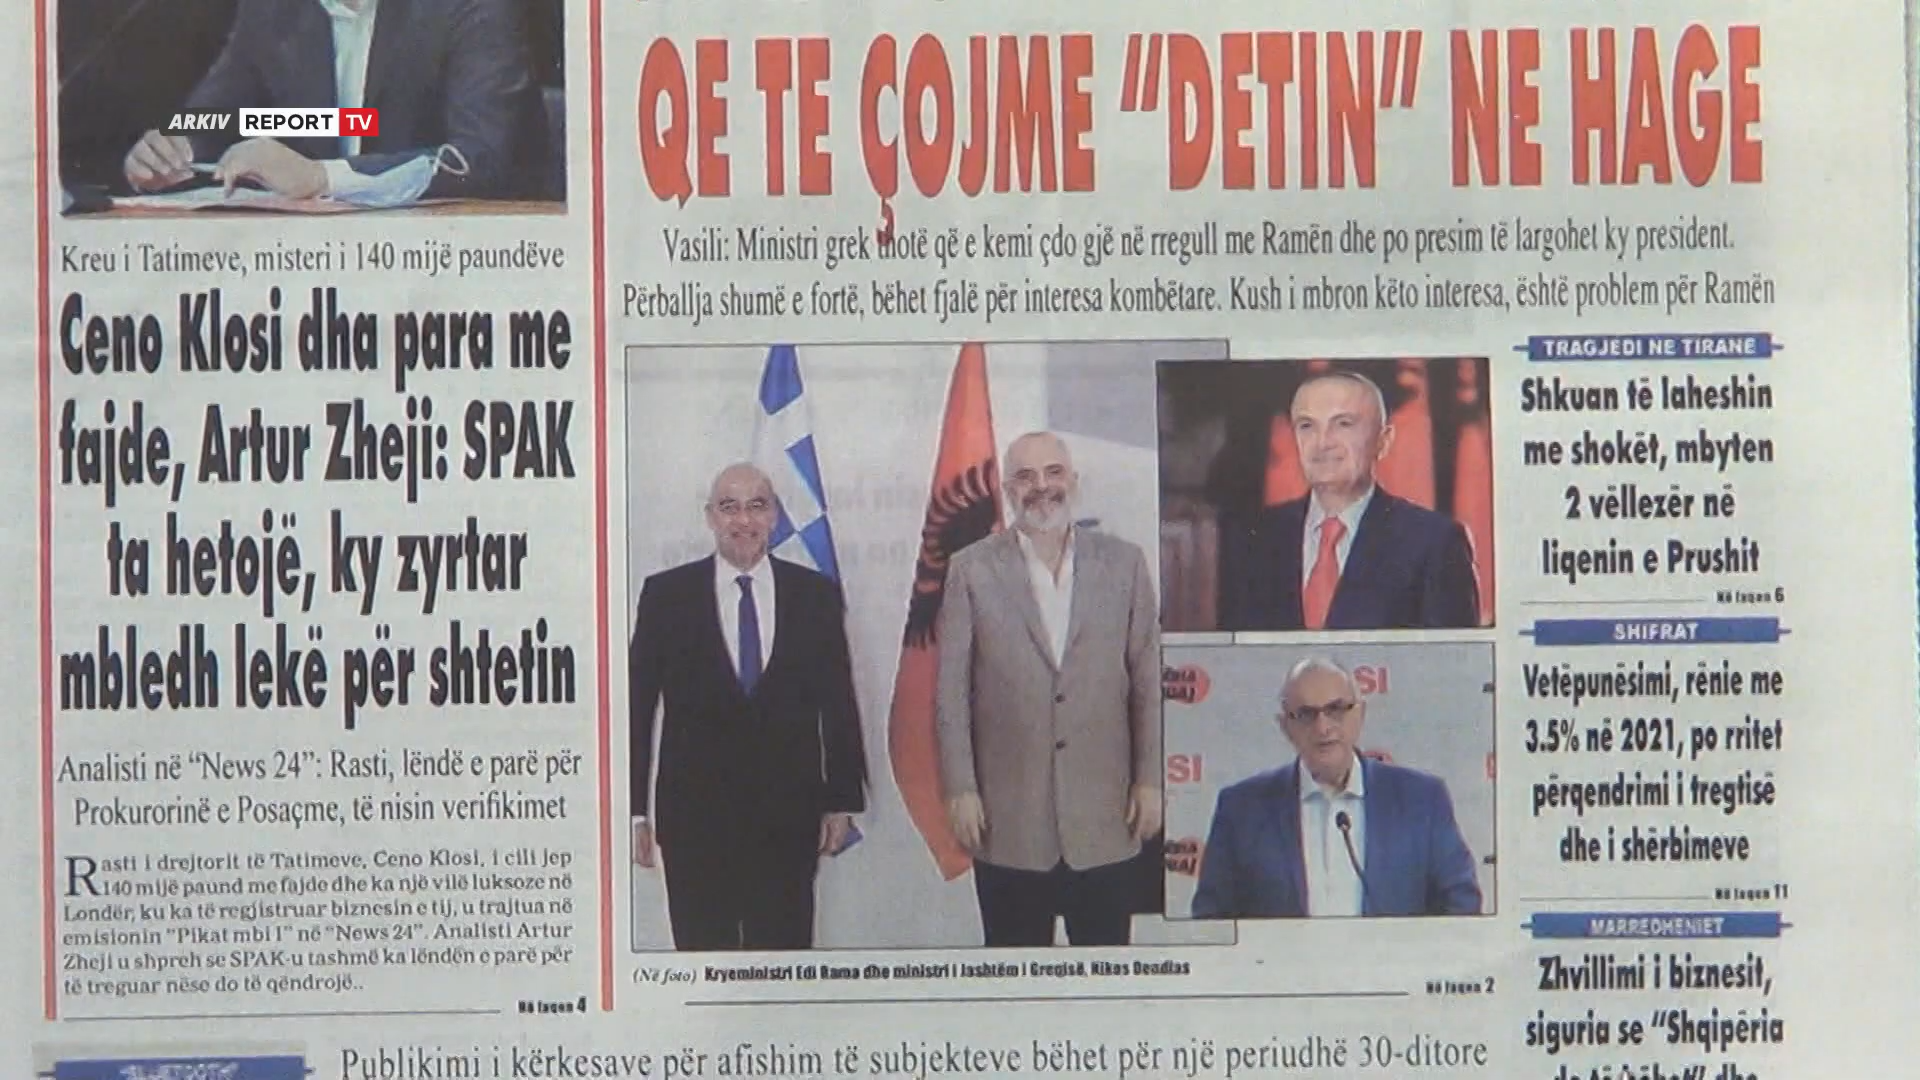 ARKIV REPORT TV
Kreu i Tatimeve, misteri i 140 mijë paundëve
Ceno Klosi dha para me
fajde, Artur Zheji: SPAK
ta hetojë, ky zyrtar
mbledh lekë për shtetin
Analisti në “News 24”: Rasti, lëndë e parë për
Prokurorinë e Posaçme, të nisin verifikimet
Rasti i drejtorit të Tatimeve, Ceno Klosi, i cili jep
140 mijë paund me fajde dhe ka një vilë luksoze në
Londër, ku ka të regjistruar biznesin e tij, u trajtua në
emisionin “Pikat mbi I” në “News 24”. Analisti Artur
Zheji u shpreh se SPAK-u tashmë ka lëndën e parë për
të treguar nëse do të qëndrojë..
Në faqen 4
QE TE ÇOJME “DETIN” NE HAGE
Vasili: Ministri grek thotë që e kemi çdo gjë në rregull me Ramën dhe po presim të largohet ky president.
Përballja shumë e fortë, bëhet fjalë për interesa kombëtare. Kush i mbron këto interesa, është problem për Ramën
SI
SI
(Në foto) Kryeministri Edi Rama dhe ministri i Jashtëm i Greqisë, Nikos Dendias
Në faqen 2
TRAGJEDI NE TIRANE
Shkuan të laheshin
me shokët, mbyten
2 vëllezër në
liqenin e Prushit
Në faqen 6
SHIFRAT
Vetëpunësimi, rënie me
3.5% në 2021, po rritet
përqendrimi i tregtisë
dhe i shërbimeve
Në faqen 11
MARREDHENIET
Zhvillimi i biznesit,
siguria se “Shqipëria
Publikimi i kërkesave për afishim të subjekteve bëhet për një periudhë 30-ditore